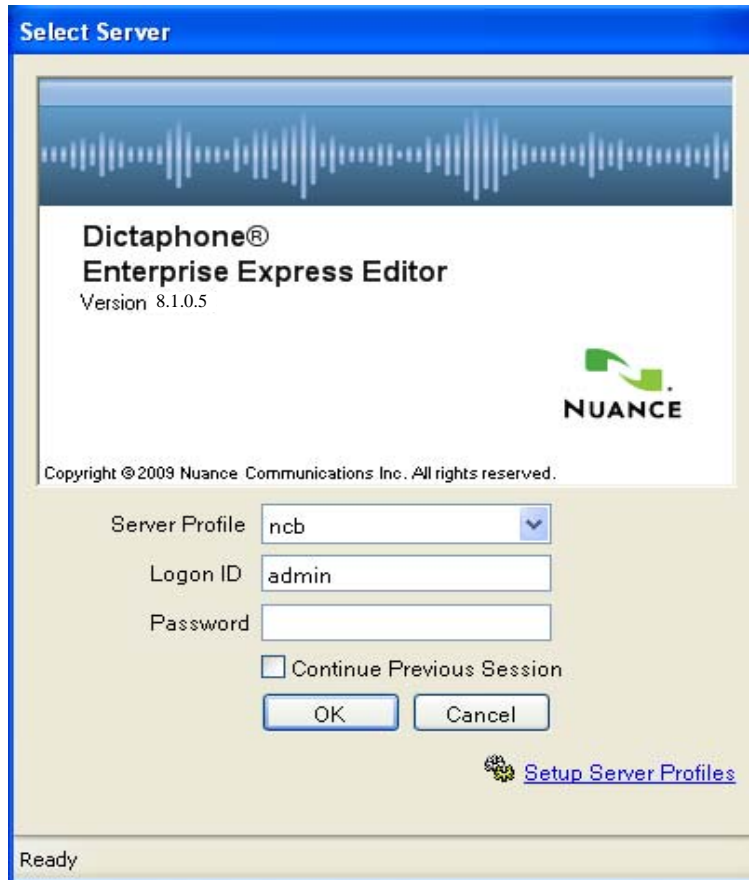 Select Server
Dictaphone®
Enterprise Express Editor
Version 8.1.0.5
NUANCE
Copyright © 2009 Nuance Communications Inc. All rights reserved.
Server Profile ncb
Logon ID admin
Password
Continue Previous Session
OK Cancel
Setup Server Profiles
Ready